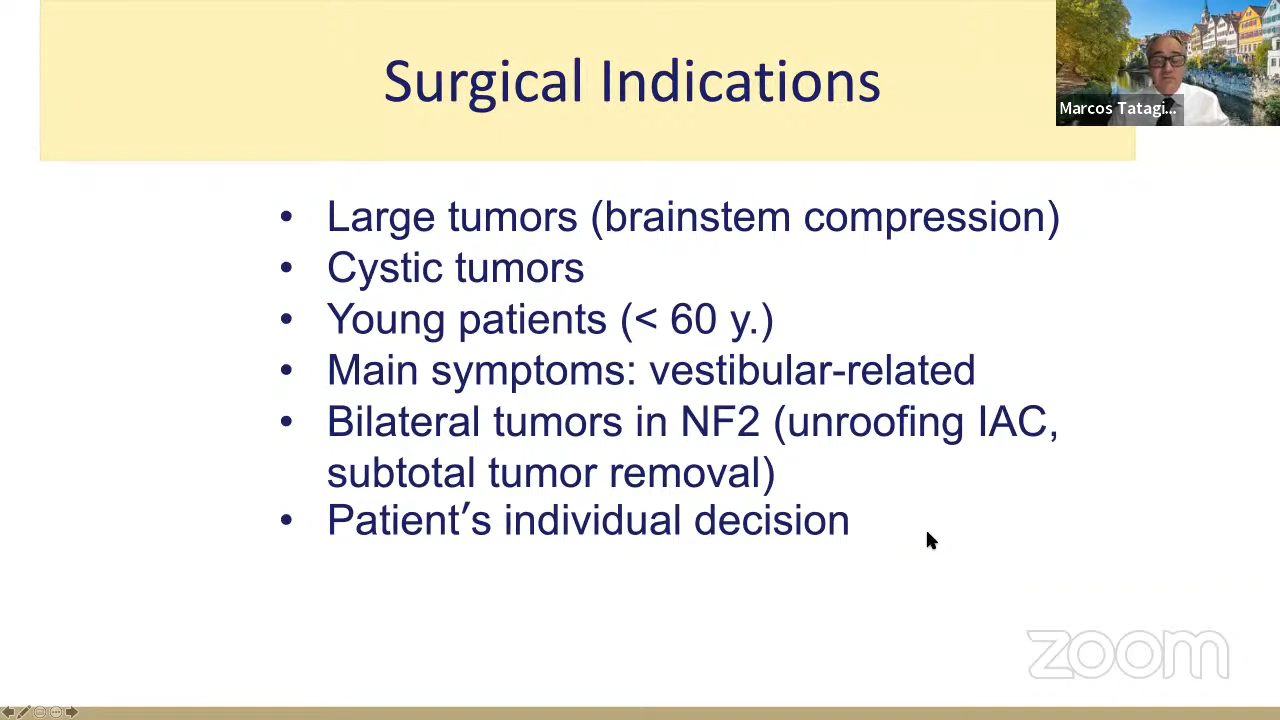 Surgical Indications
Marcos Tatagi...
• Large tumors (brainstem compression)
• Cystic tumors
• Young patients (< 60 y.)
• Main symptoms: vestibular-related
• Bilateral tumors in NF2 (unroofing IAC,
subtotal tumor removal)
• Patient′s individual decision
zoom